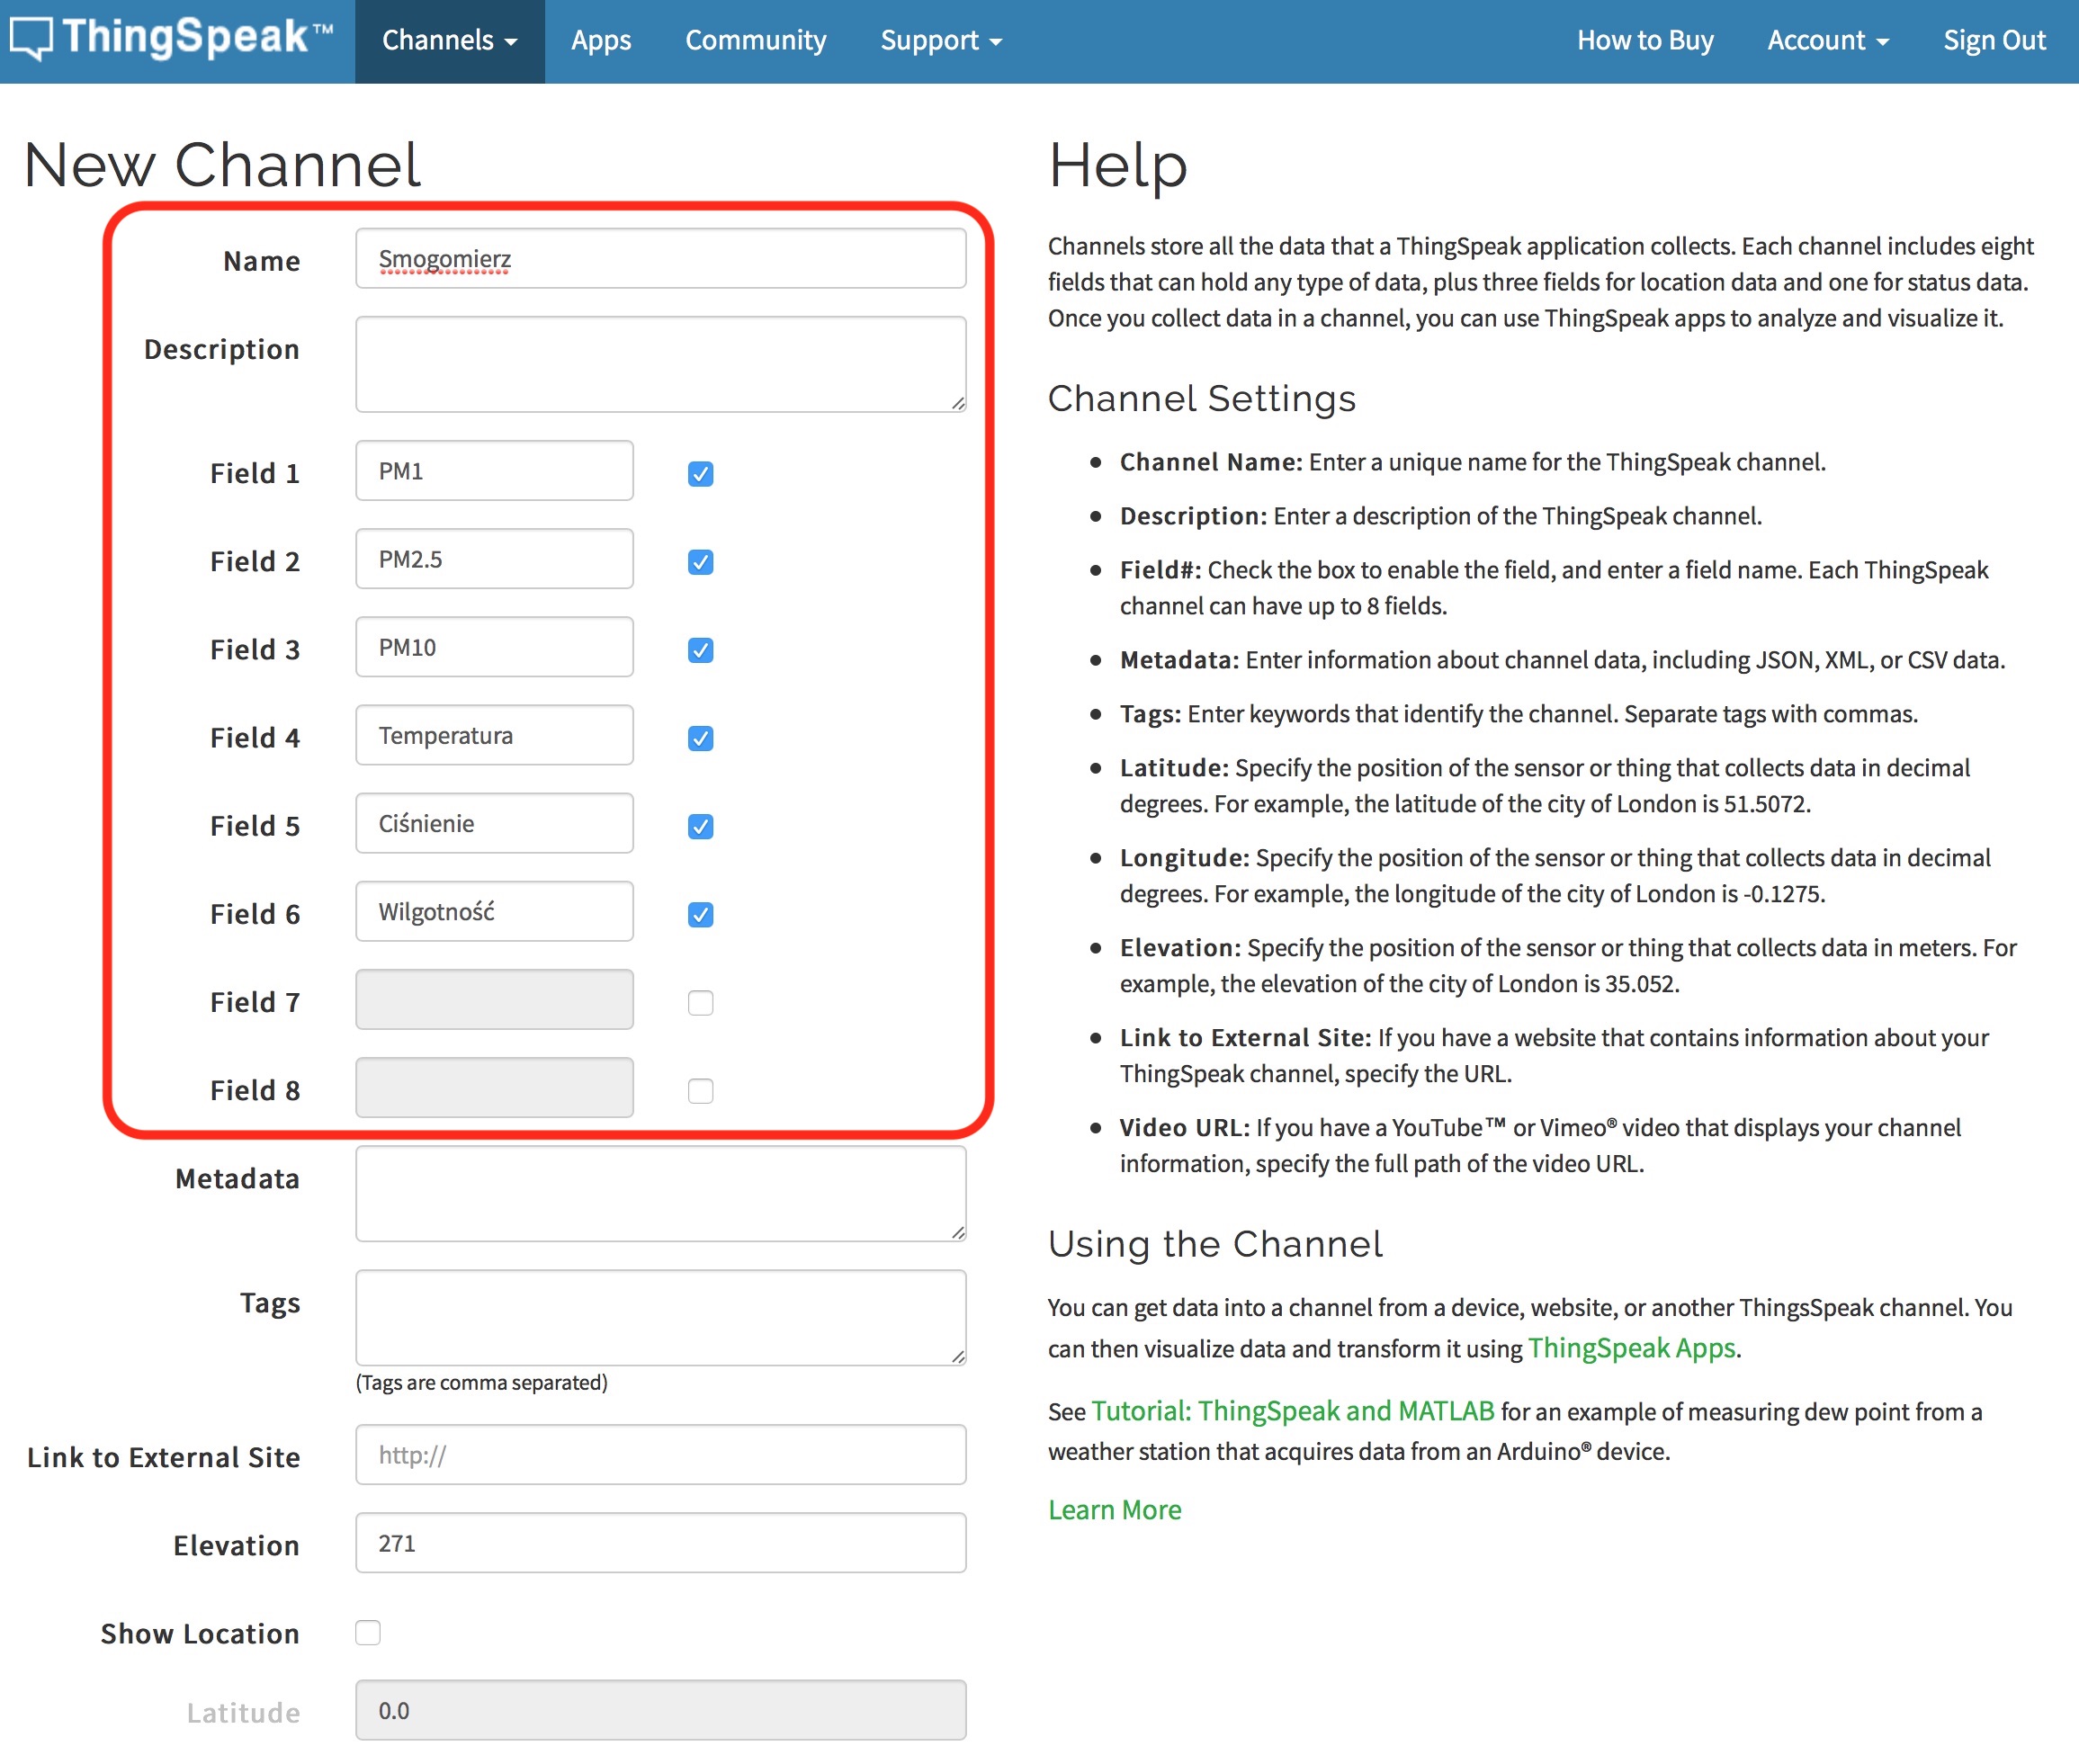 ThingSpeak™ Channels Apps Community Support How to Buy Account Sign Out
New Channel
Name Smogomierz
Description
Field 1 PM1
Field 2 PM2.5
Field 3 PM10
Field 4 Temperatura
Field 5 Ciśnienie
Field 6 Wilgotność
Field 7
Field 8
Metadata
Tags
(Tags are comma separated)
Link to External Site http://
Elevation 271
Show Location
Latitude 0.0
Help
Channels store all the data that a ThingSpeak application collects. Each channel includes eight
fields that can hold any type of data, plus three fields for location data and one for status data.
Once you collect data in a channel, you can use ThingSpeak apps to analyze and visualize it.
Channel Settings
• Channel Name: Enter a unique name for the ThingSpeak channel.
• Description: Enter a description of the ThingSpeak channel.
• Field#: Check the box to enable the field, and enter a field name. Each ThingSpeak
channel can have up to 8 fields.
• Metadata: Enter information about channel data, including JSON, XML, or CSV data.
• Tags: Enter keywords that identify the channel. Separate tags with commas.
• Latitude: Specify the position of the sensor or thing that collects data in decimal
degrees. For example, the latitude of the city of London is 51.5072.
• Longitude: Specify the position of the sensor or thing that collects data in decimal
degrees. For example, the longitude of the city of London is -0.1275.
• Elevation: Specify the position of the sensor or thing that collects data in meters. For
example, the elevation of the city of London is 35.052.
• Link to External Site: If you have a website that contains information about your
ThingSpeak channel, specify the URL.
• Video URL: If you have a YouTube™ or Vimeo® video that displays your channel
information, specify the full path of the video URL.
Using the Channel
You can get data into a channel from a device, website, or another ThingsSpeak channel. You
can then visualize data and transform it using ThingSpeak Apps.
See Tutorial: ThingSpeak and MATLAB for an example of measuring dew point from a
weather station that acquires data from an Arduino® device.
Learn More